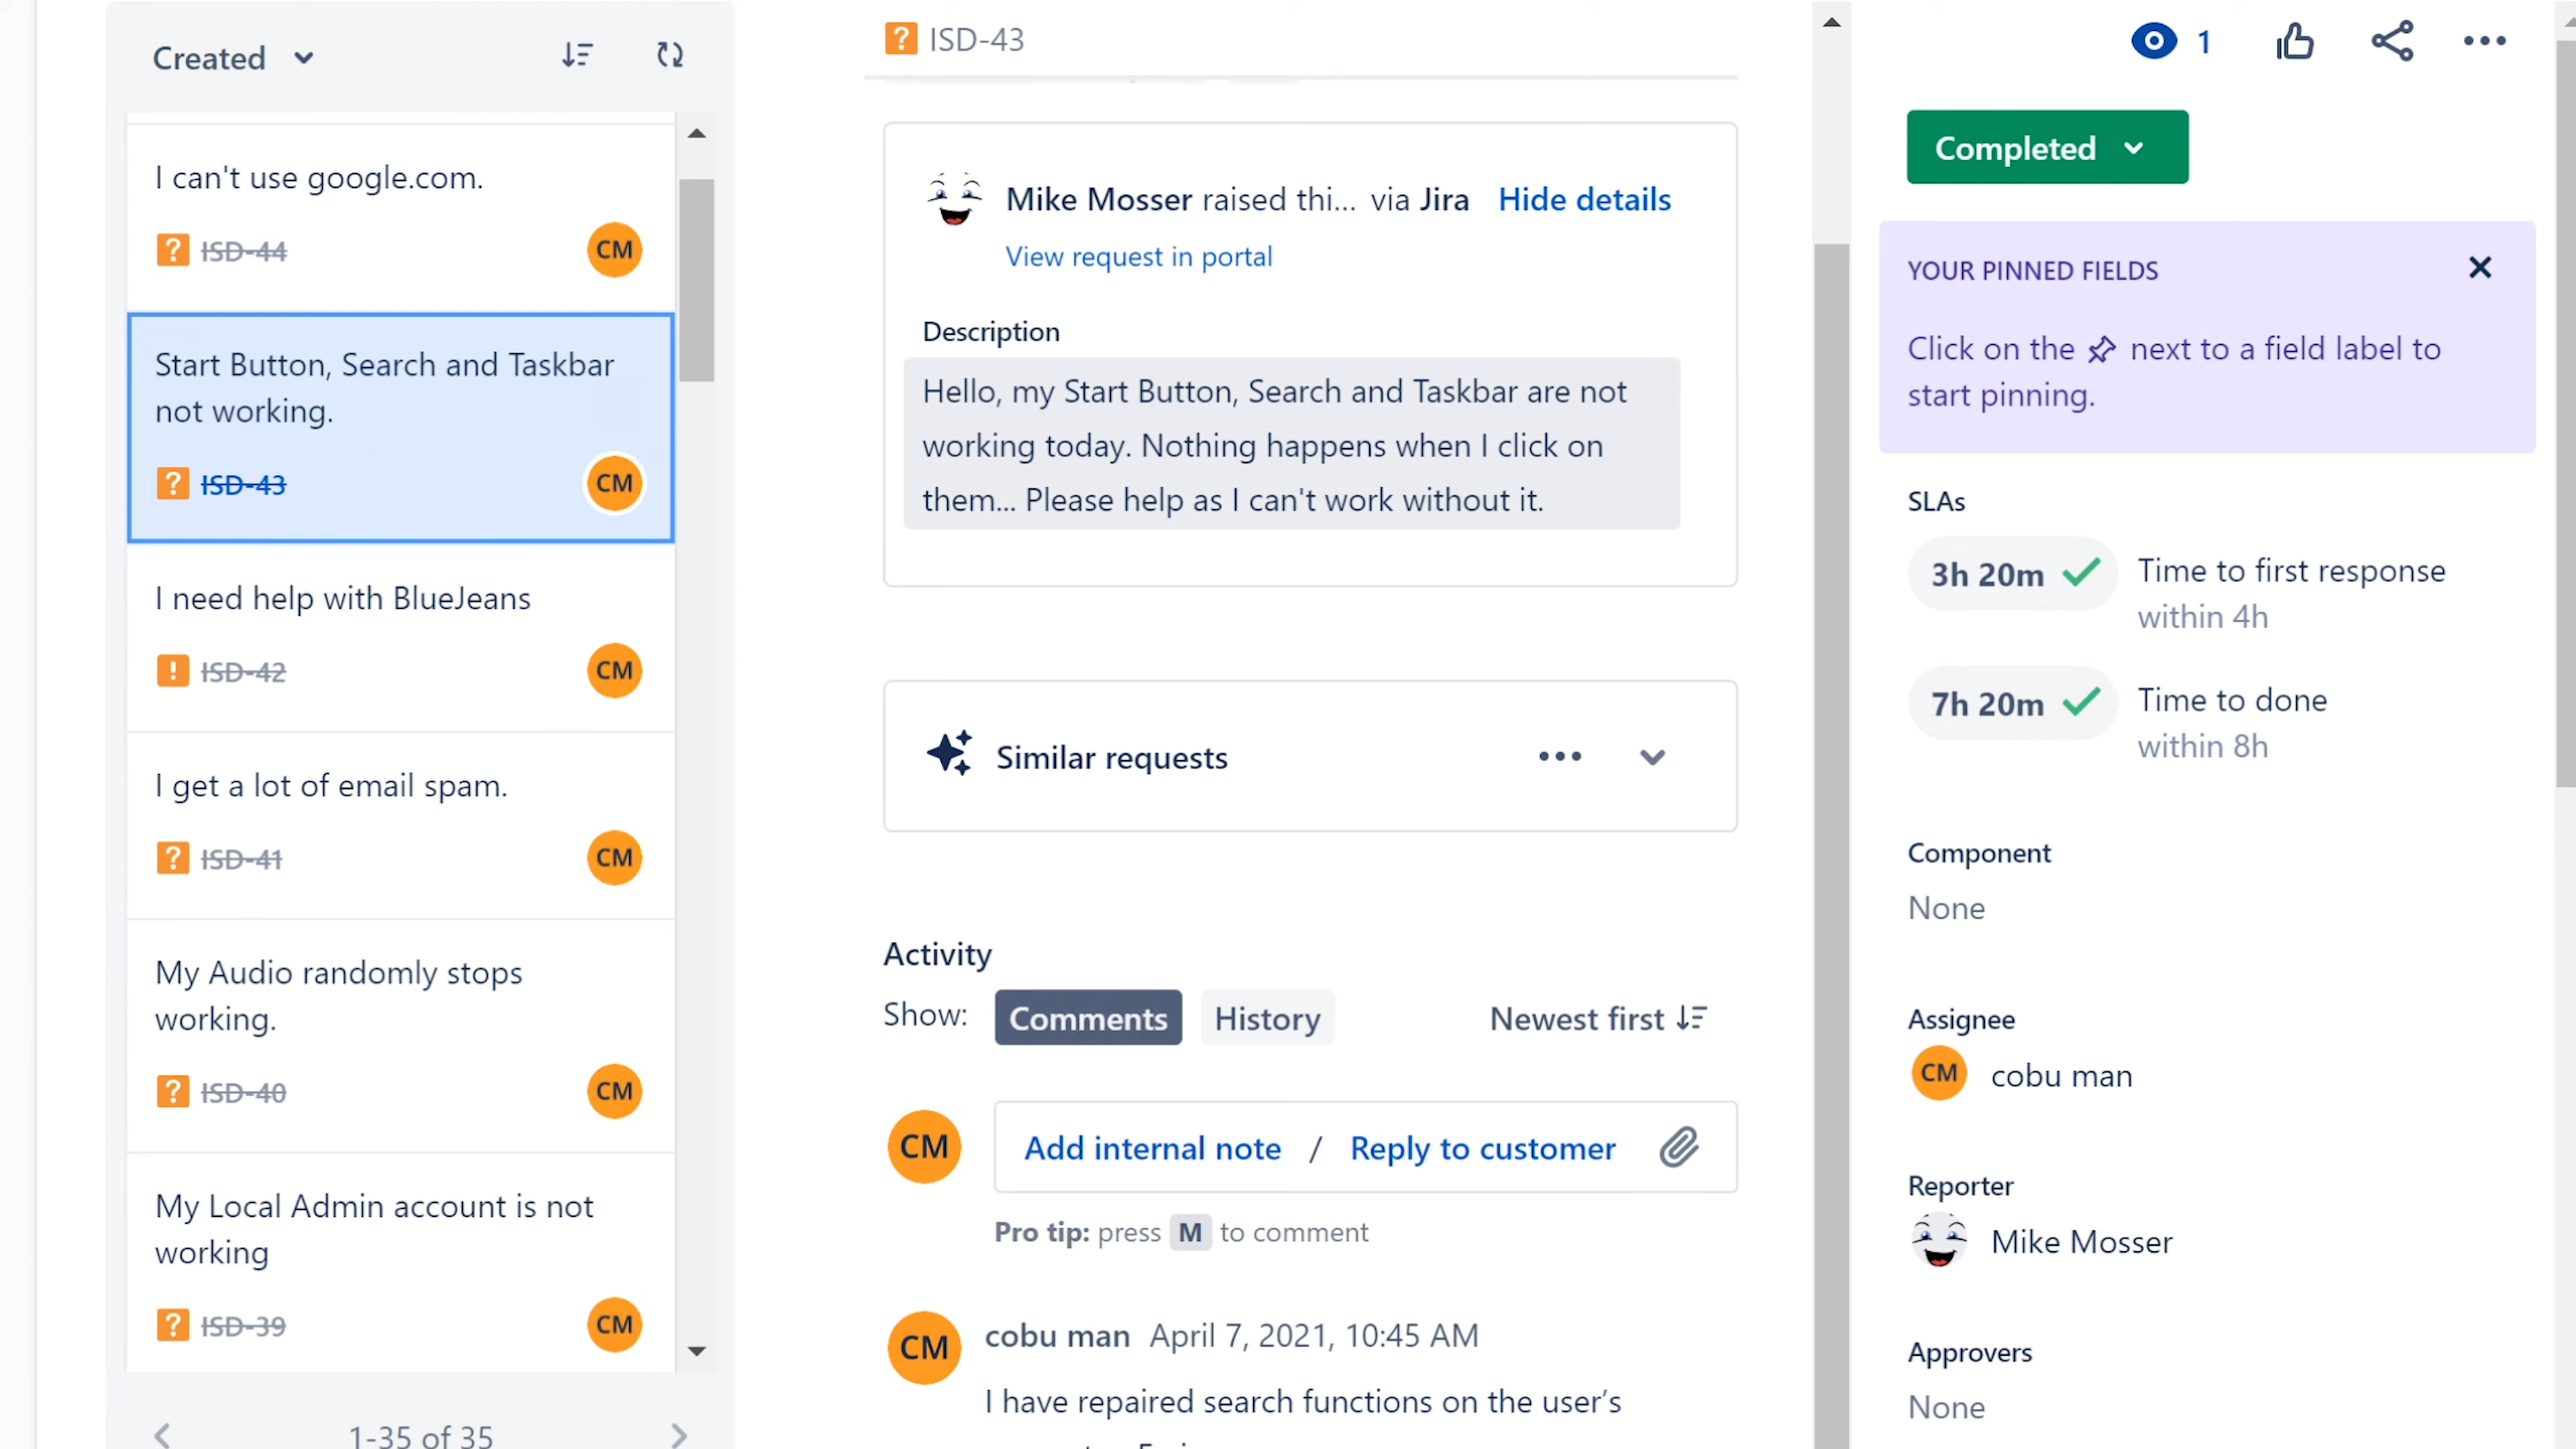 Created
I can't use google.com.
ISD-44
CM
Start Button, Search and Taskbar
not working.
ISD-43
CM
I need help with BlueJeans
ISD-42
CM
I get a lot of email spam.
ISD-41
CM
My Audio randomly stops
working.
ISD-40
CM
My Local Admin account is not
working
ISD-39
CM
1-35 of 35
ISD-43
Mike Mosser raised thi... via Jira Hide details
View request in portal
Description
Hello, my Start Button, Search and Taskbar are not
working today. Nothing happens when I click on
them... Please help as I can't work without it.
Similar requests
Activity
Show: Comments History Newest first
CM
Add internal note / Reply to customer
Pro tip: press M to comment
CM
cobu man April 7, 2021, 10:45 AM
I have repaired search functions on the user’s
1
Completed
YOUR PINNED FIELDS
Click on the next to a field label to
start pinning.
SLAs
3h 20m Time to first response
within 4h
7h 20m Time to done
within 8h
Component
None
Assignee
CM cobu man
Reporter
Mike Mosser
Approvers
None